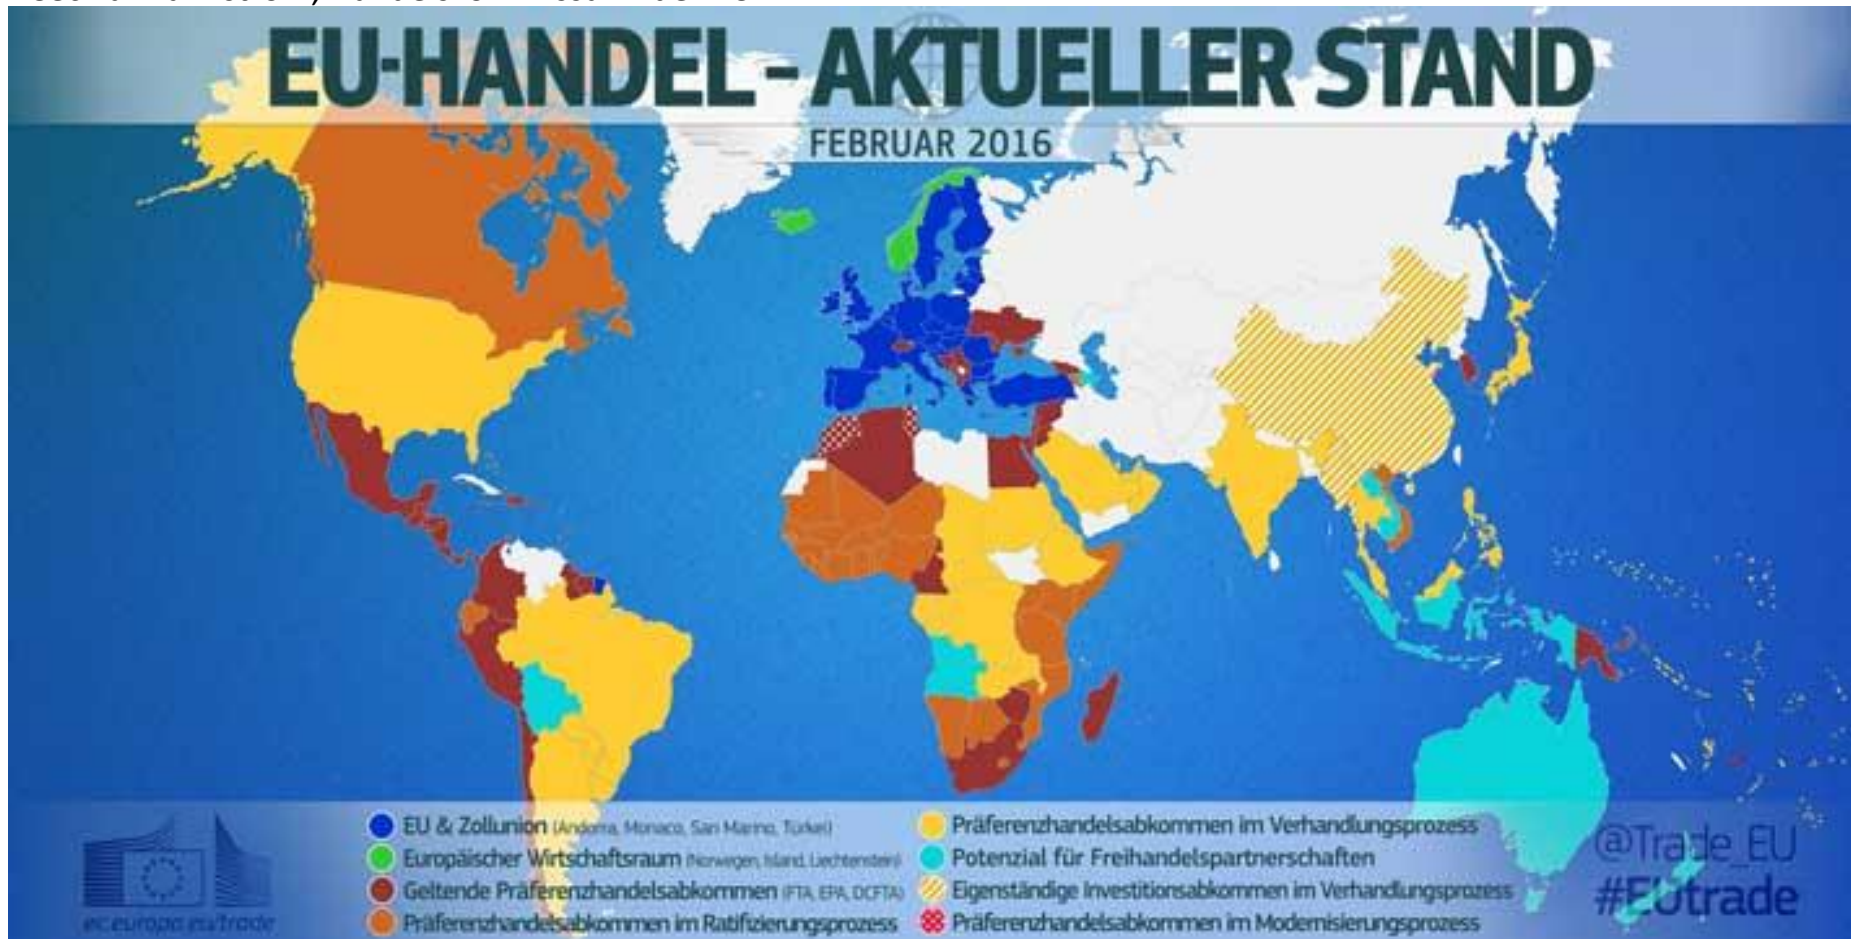 EU-HANDEL - AKTUELLER STAND
FEBRUAR 2016
EU & Zollunion (Andorra, Monaco, San Marino, Türkei)
Europäischer Wirtschaftsraum (Norwegen, Island, Liechtenstein)
Geltende Präferenzhandelsabkommen (FTA, EPA, DCFTA)
Präferenzhandelsabkommen im Ratifizierungsprozess
Präferenzhandelsabkommen im Verhandlungsprozess
Potenzial für Freihandelspartnerschaften
Eigenständige Investitionsabkommen im Verhandlungsprozess
Präferenzhandelsabkommen im Modernisierungsprozess
ec.europa.eu/trade
@Trade_EU
#EUtrade